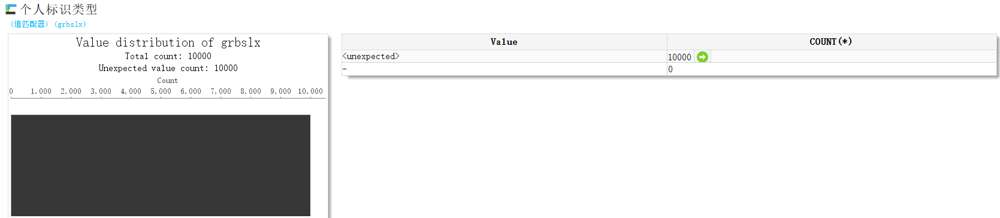 个人标识类型
(值匹配器) (grbslx)
Value distribution of grbslx
Total count: 10000
Unexpected value count: 10000
Count
0 1,000 2,000 3,000 4,000 5,000 6,000 7,000 8,000 9,000 10,000
Value COUNT(*)
<unexpected> 10000
- 0